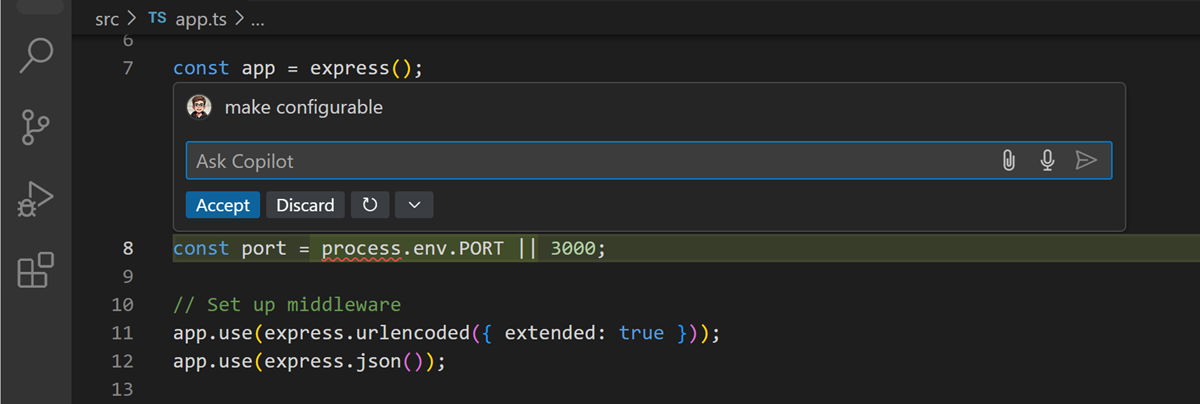 src > TS app.ts > ...
6
7 const app = express();
make configurable
Ask Copilot
Accept Discard
8 const port = process.env.PORT || 3000;
9
10 // Set up middleware
11 app.use(express.urlencoded({ extended: true }));
12 app.use(express.json());
13